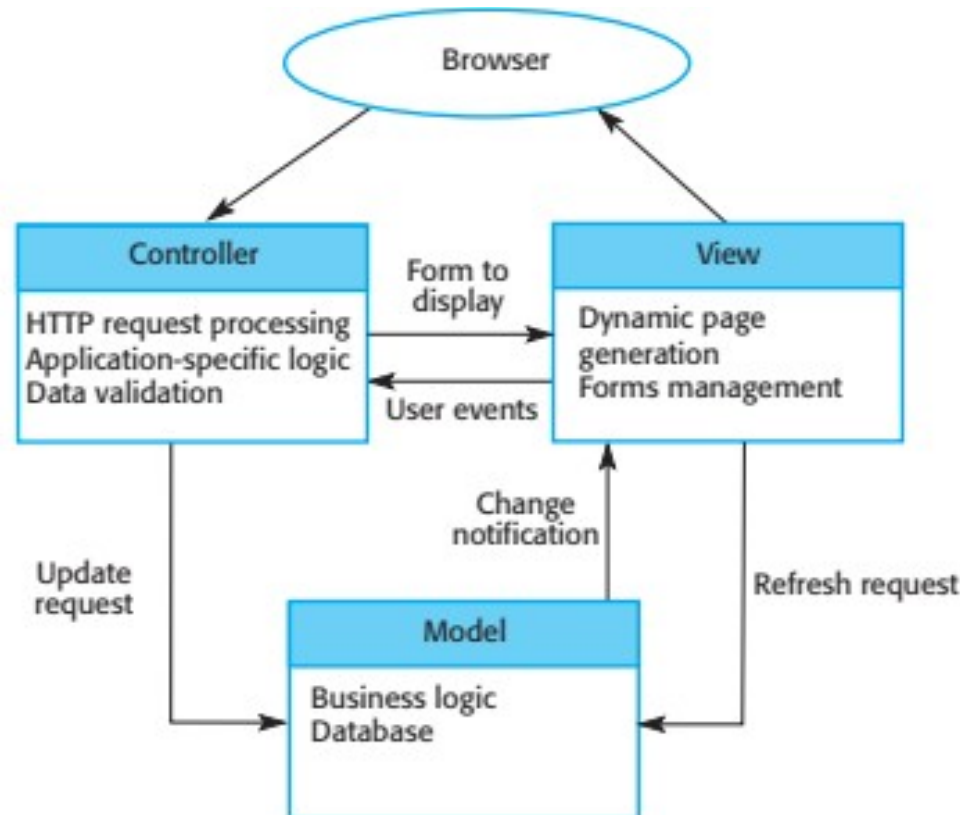 Browser
Controller
HTTP request processing
Application-specific logic
Data validation
Form to
display
User events
View
Dynamic page
generation
Forms management
Update
request
Change
notification
Refresh request
Model
Business logic
Database